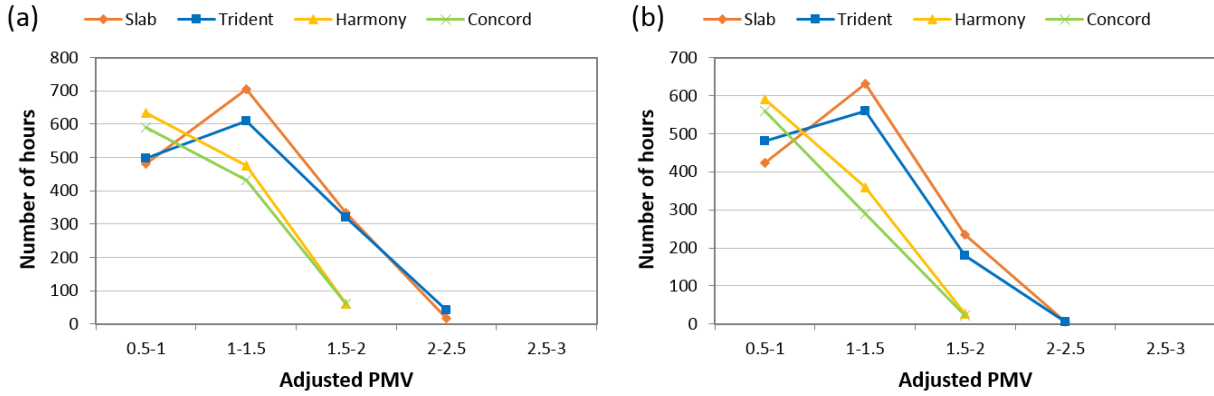 (a)
Slab Trident Harmony Concord
800
700
600
500
400
300
200
100
0
Number of hours
0.5-1 1-1.5 1.5-2 2-2.5 2.5-3
Adjusted PMV
(b)
Slab Trident Harmony Concord
700
600
500
400
300
200
100
0
Number of hours
0.5-1 1-1.5 1.5-2 2-2.5 2.5-3
Adjusted PMV